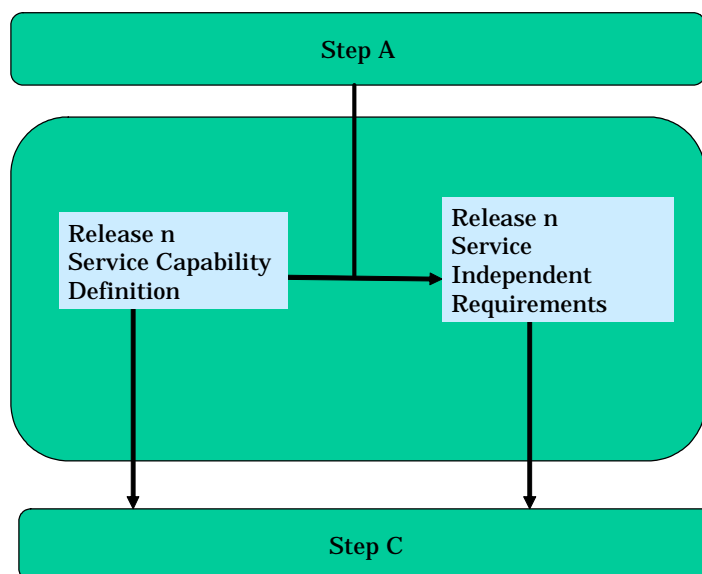 Step A
Release n
Service Capability
Definition
Release n
Service
Independent
Requirements
Step C